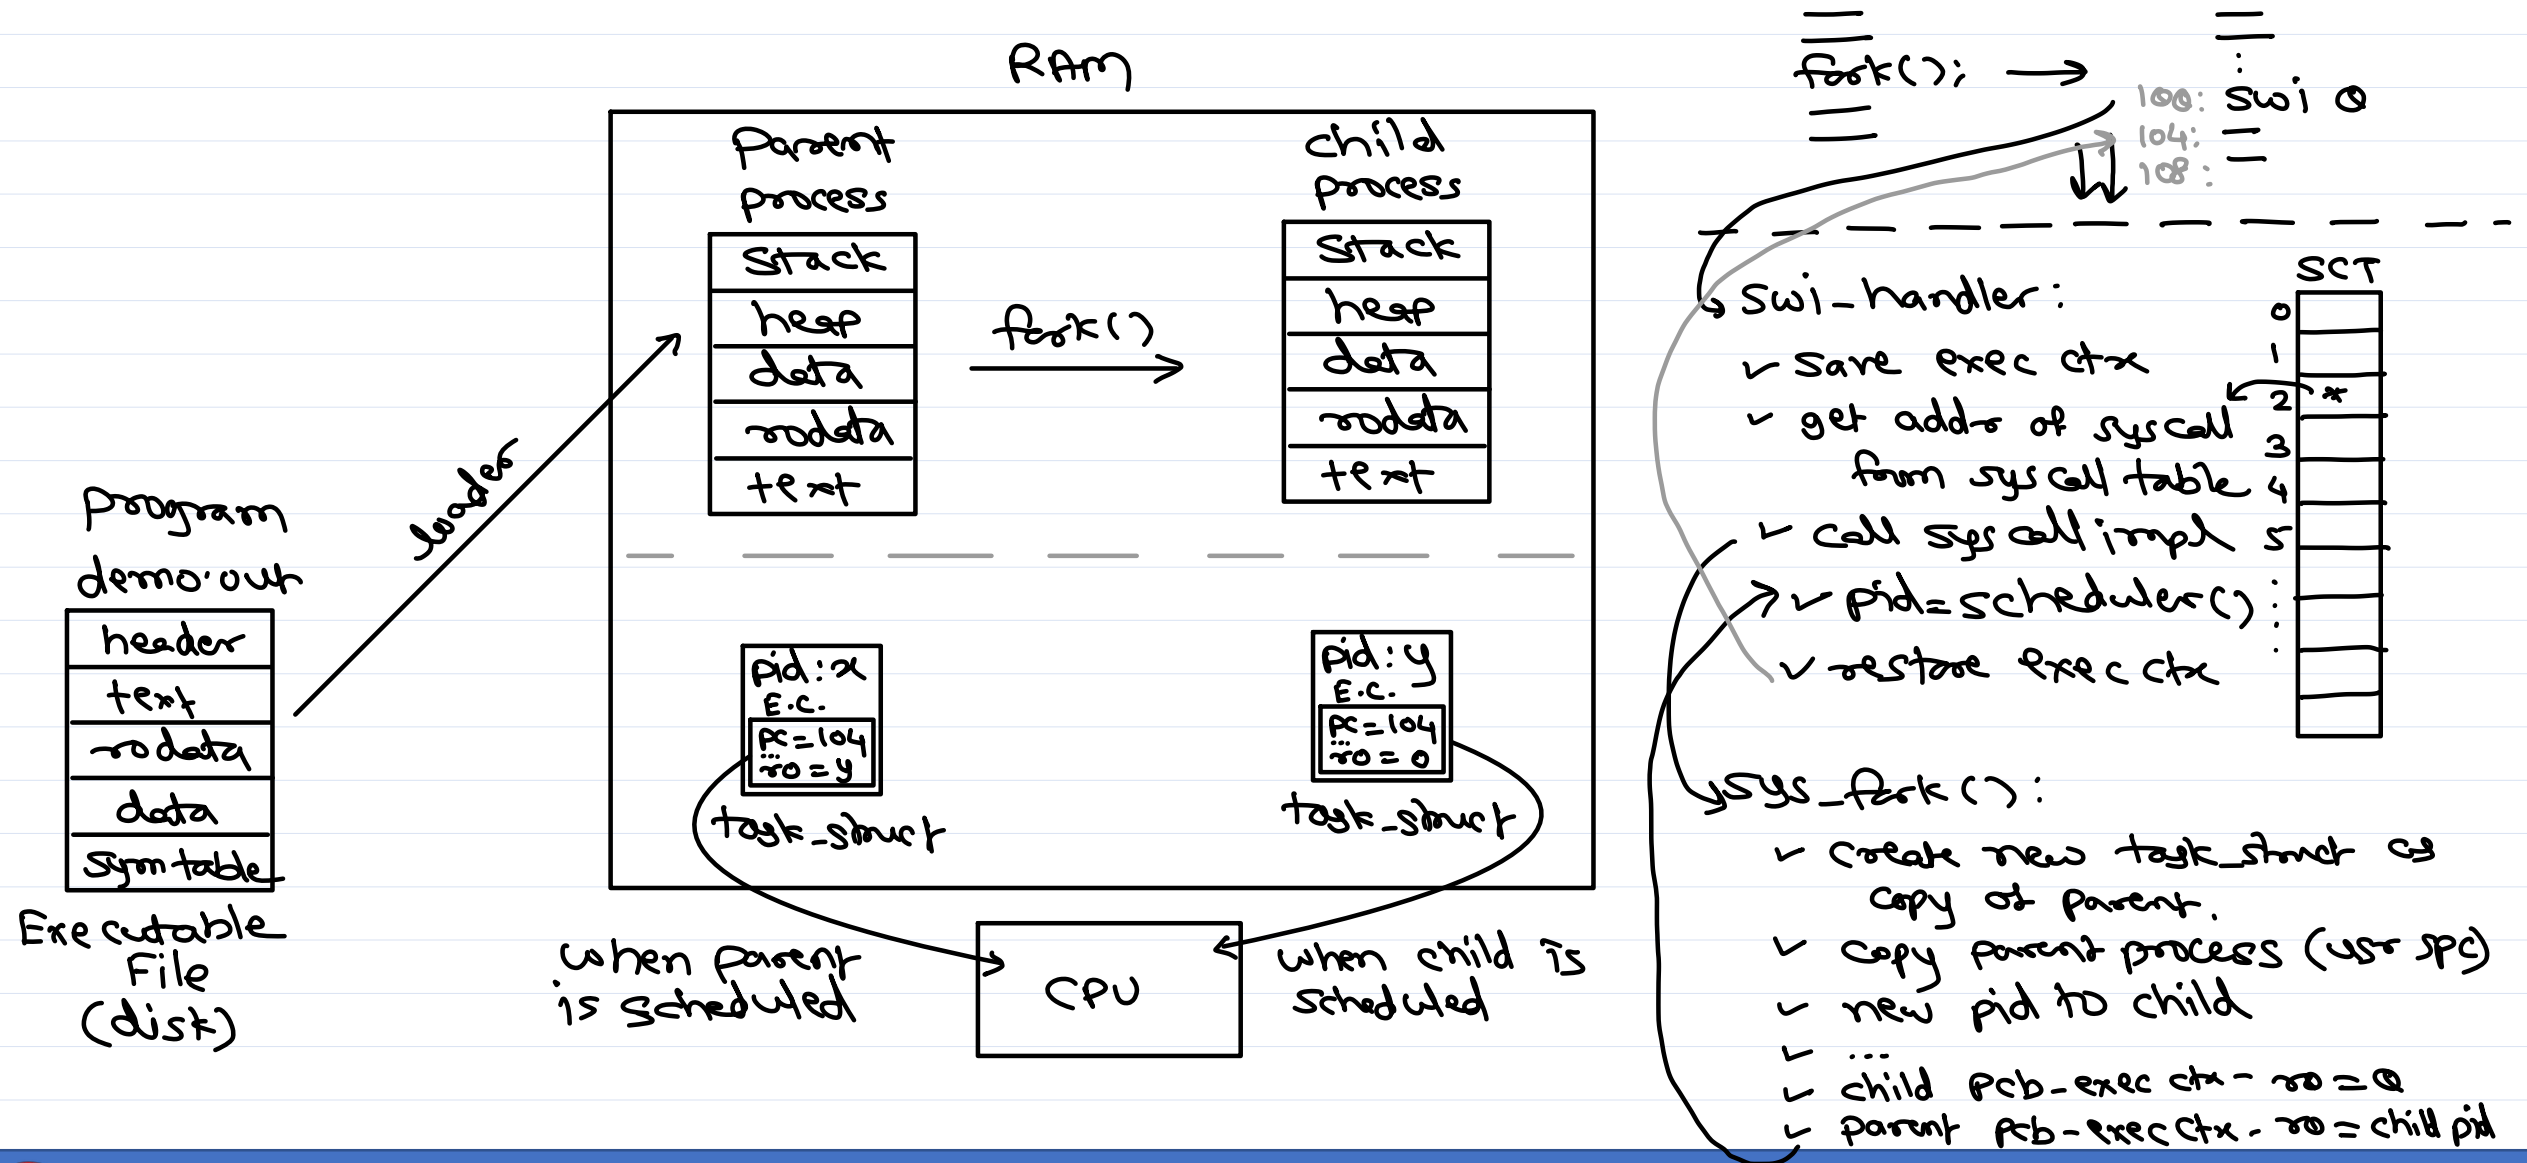 RAM
Parent
process
stack
heap
data
rodata
text
fork()
child
process
stack
heap
data
rodata
text
loader
program
demo.out
header
text
rodata
data
symtable
Executable
File
(disk)
pid:x
E.C.
pc=104
...
r0=y
task_struct
pid:y
E.C.
pc=104
...
r0=0
task_struct
when parent
is scheduled
CPU
when child is
scheduled
fork();
100: swi 0
104:
108:
SCT
0
1
2 *
3
4
5
swi_handler:
✓ save exec ctx
✓ get addr of syscall
from syscall table
✓ call syscall impl
✓ pid=scheduler()
✓ restore exec ctx
sys_fork():
✓ create new task_struct as
copy of parent.
✓ copy parent process (usr spc)
✓ new pid to child
✓ ....
✓ child pcb-exec ctx- r0=0
✓ parent pcb-exec ctx- r0=child pid